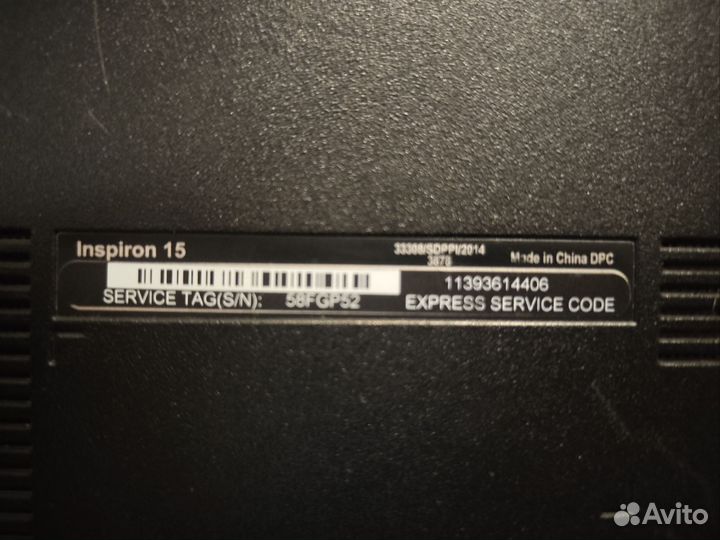 Inspiron 15
33308/SDPPI/2014
3878
Made in China DPC
11393614406
SERVICE TAG(S/N): 58FGP52
EXPRESS SERVICE CODE
Avito